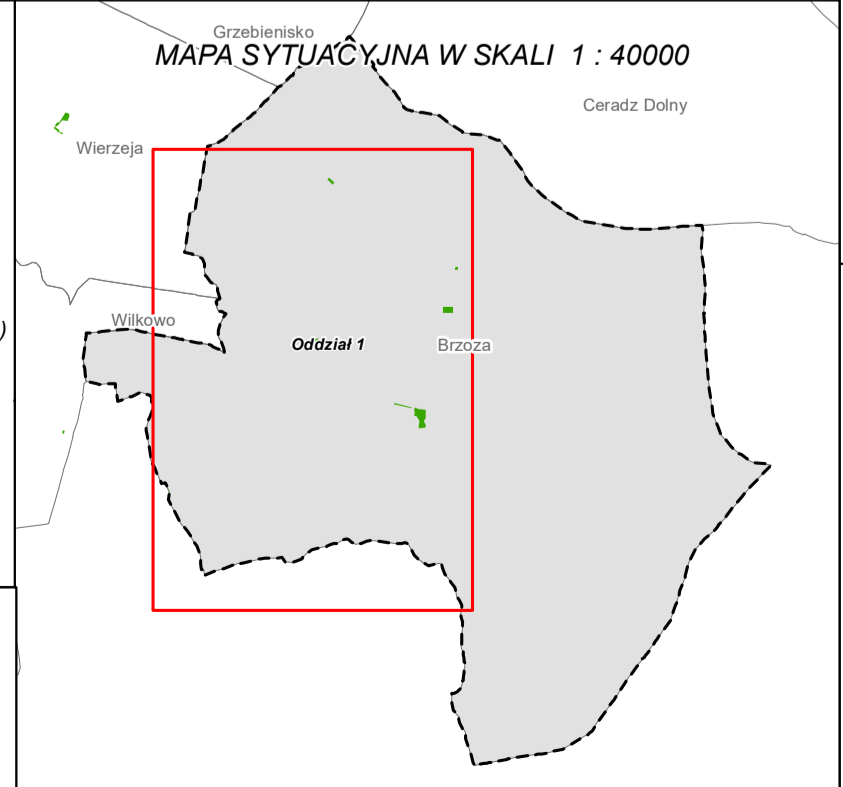 Grzebienisko
MAPA SYTUACYJNA W SKALI 1 : 40000
Ceradz Dolny
Wierzeja
Wilkowo
)
Oddział 1
Brzoza